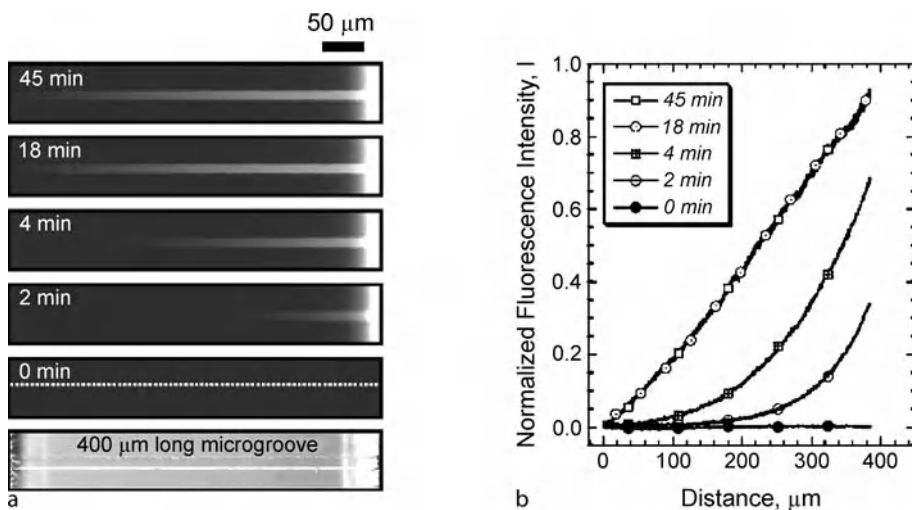 50 μm
45 min
18 min
4 min
2 min
0 min
400 μm long microgroove
a
Normalized Fluorescence Intensity, I
1.0
0.8
0.6
0.4
0.2
0.0
45 min
18 min
4 min
2 min
0 min
0 100 200 300 400
Distance, μm
b